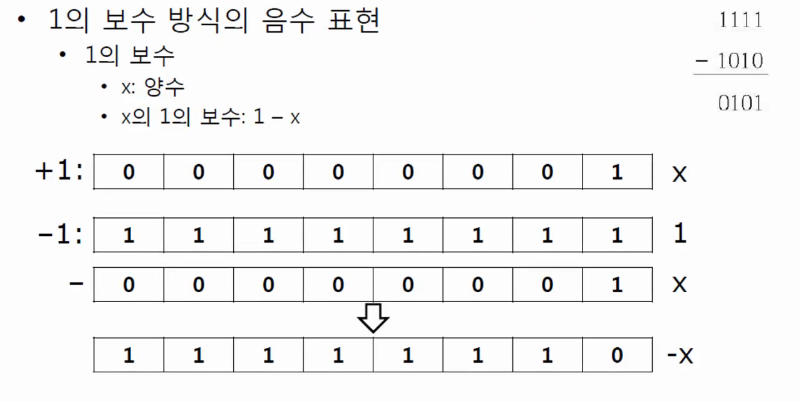 • 1의 보수 방식의 음수 표현
• 1의 보수
• x: 양수
• x의 1의 보수: 1 – x
1111
– 1010
0101
+1: 0 0 0 0 0 0 0 1 x
–1: 1 1 1 1 1 1 1 1 1
– 0 0 0 0 0 0 0 1 x
1 1 1 1 1 1 1 0 -x